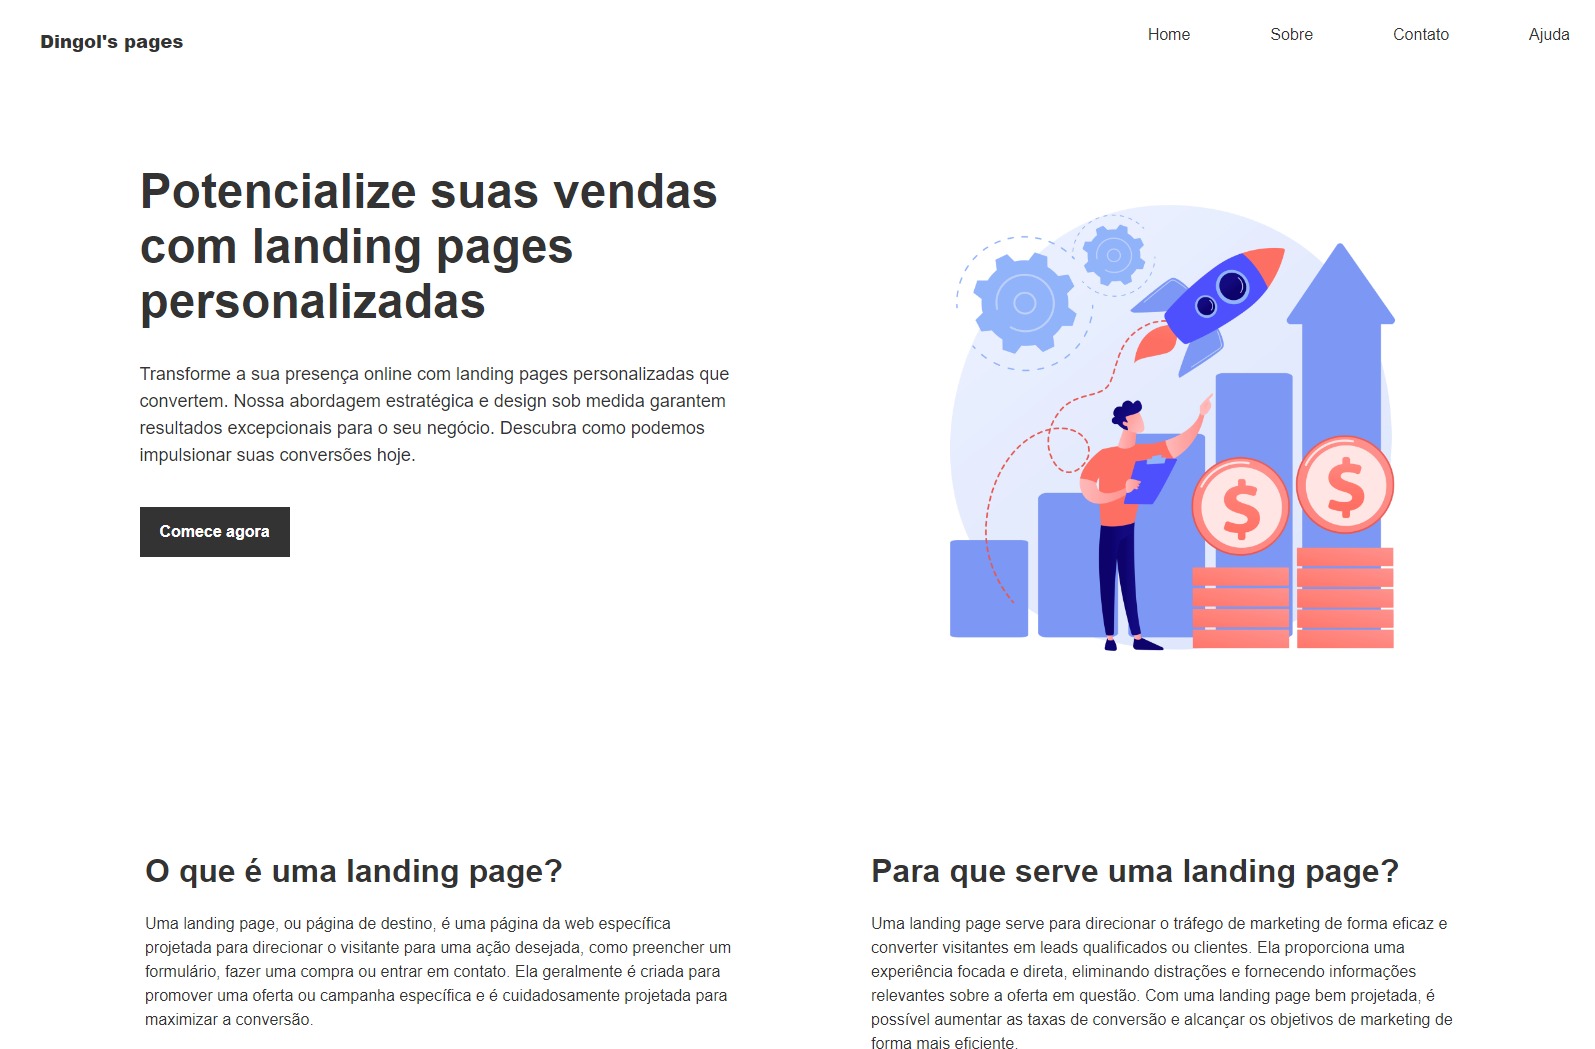 Dingol's pages
Home
Sobre
Contato
Ajuda
Potencialize suas vendas
com landing pages
personalizadas
Transforme a sua presença online com landing pages personalizadas que
convertem. Nossa abordagem estratégica e design sob medida garantem
resultados excepcionais para o seu negócio. Descubra como podemos
impulsionar suas conversões hoje.
Comece agora
$
$
O que é uma landing page?
Uma landing page, ou página de destino, é uma página da web específica
projetada para direcionar o visitante para uma ação desejada, como preencher um
formulário, fazer uma compra ou entrar em contato. Ela geralmente é criada para
promover uma oferta ou campanha específica e é cuidadosamente projetada para
maximizar a conversão.
Para que serve uma landing page?
Uma landing page serve para direcionar o tráfego de marketing de forma eficaz e
converter visitantes em leads qualificados ou clientes. Ela proporciona uma
experiência focada e direta, eliminando distrações e fornecendo informações
relevantes sobre a oferta em questão. Com uma landing page bem projetada, é
possível aumentar as taxas de conversão e alcançar os objetivos de marketing de
forma mais eficiente.